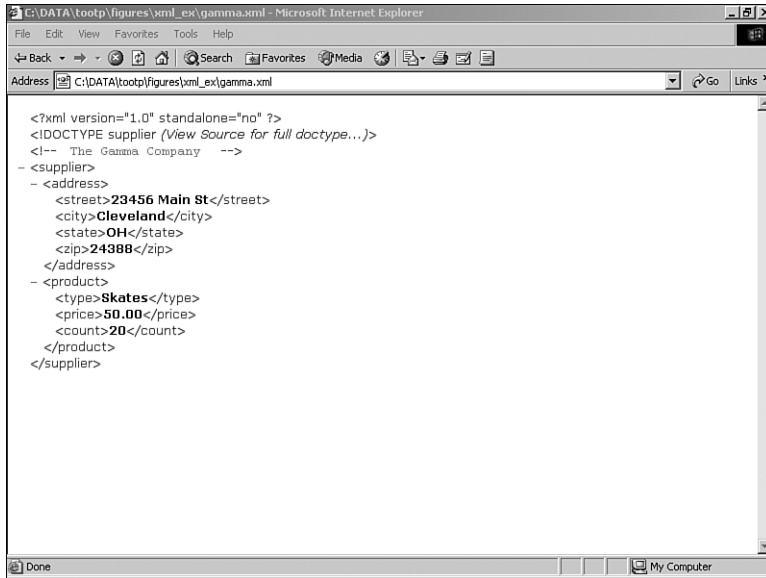 C:\DATA\tootp\figures\xml_ex\gamma.xml - Microsoft Internet Explorer
File Edit View Favorites Tools Help
Back Search Favorites Media
Address C:\DATA\tootp\figures\xml_ex\gamma.xml Go Links
<?xml version="1.0" standalone="no" ?>
<!DOCTYPE supplier (View Source for full doctype...)>
<!-- The Gamma Company -->
– <supplier>
– <address>
<street>23456 Main St</street>
<city>Cleveland</city>
<state>OH</state>
<zip>24388</zip>
</address>
– <product>
<type>Skates</type>
<price>50.00</price>
<count>20</count>
</product>
</supplier>
Done My Computer